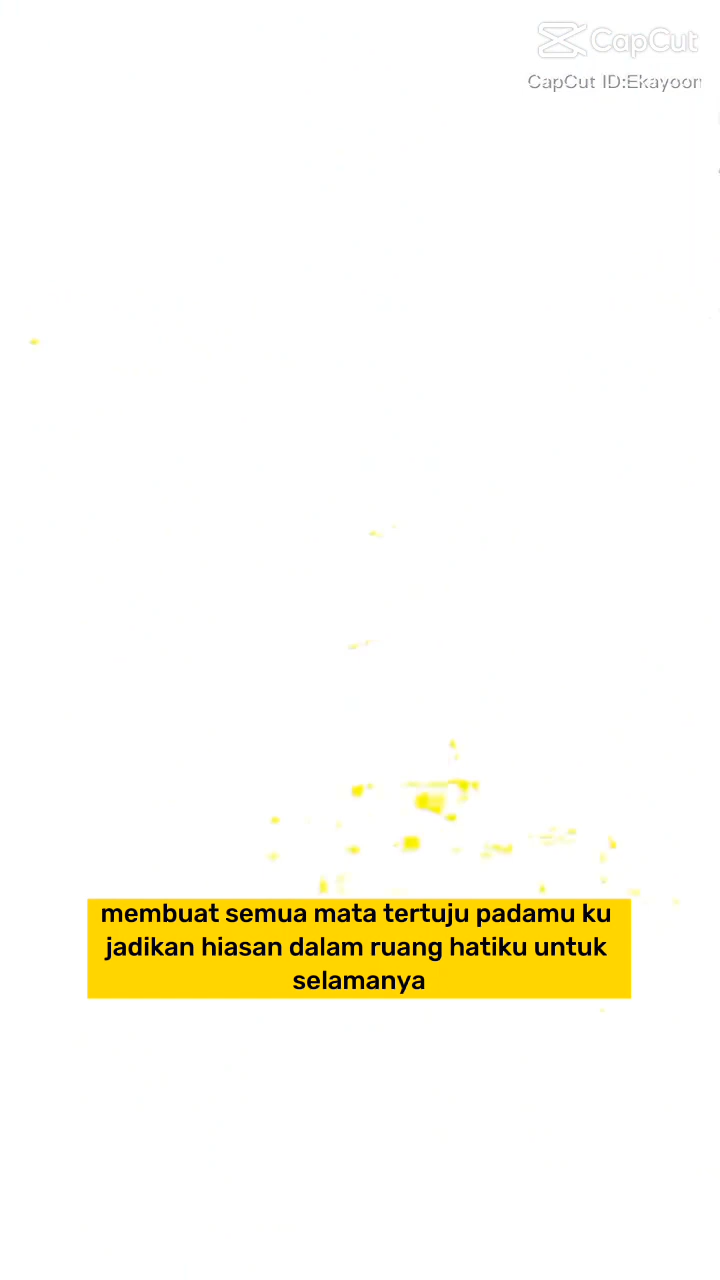 CapCut
CapCut ID:Ekayoon
membuat semua mata tertuju padamu ku
jadikan hiasan dalam ruang hatiku untuk
selamanya